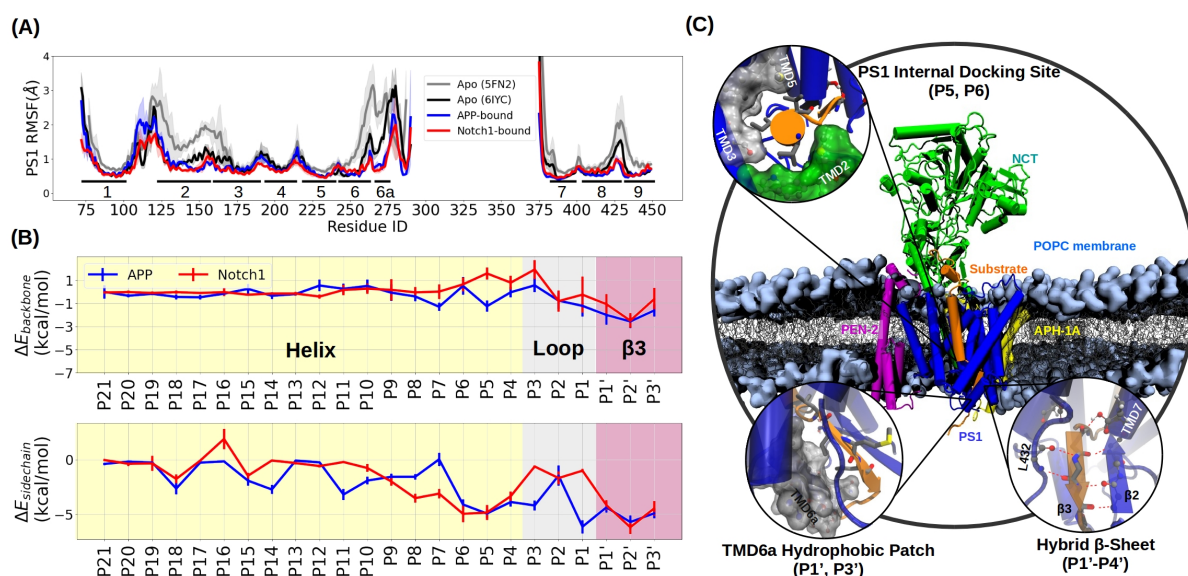 (A)
PS1 RMSF(Å)
4
3
2
1
0
Apo (5FN2)
Apo (6IYC)
APP-bound
Notch1-bound
1 2 3 4 5 6 6a 7 8 9
75 100 125 150 175 200 225 250 275 300 375 400 425 450
Residue ID
(B)
APP Notch1
ΔEbackbone
(kcal/mol)
1
−1
−3
−5
−7
Helix Loop β3
P21 P20 P19 P18 P17 P16 P15 P14 P13 P12 P11 P10 P9 P8 P7 P6 P5 P4 P3 P2 P1 P1' P2' P3'
ΔEsidechain
(kcal/mol)
0
−5
P21 P20 P19 P18 P17 P16 P15 P14 P13 P12 P11 P10 P9 P8 P7 P6 P5 P4 P3 P2 P1 P1' P2' P3'
(C)
PS1 Internal Docking Site
(P5, P6)
TMD5
TMD3
TMD2
NCT
POPC membrane
Substrate
PEN-2
APH-1A
PS1
TMD6a
TMD7
L432
β2
β3
TMD6a Hydrophobic Patch
(P1’, P3’)
Hybrid β-Sheet
(P1’-P4’)